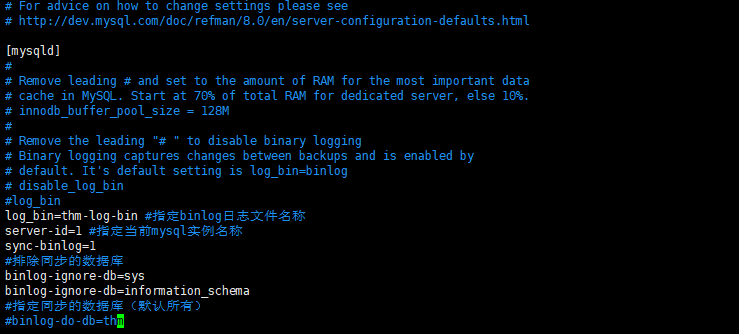 # For advice on how to change settings please see
# http://dev.mysql.com/doc/refman/8.0/en/server-configuration-defaults.html
[mysqld]
#
# Remove leading # and set to the amount of RAM for the most important data
# cache in MySQL. Start at 70% of total RAM for dedicated server, else 10%.
# innodb_buffer_pool_size = 128M
#
# Remove the leading "# " to disable binary logging
# Binary logging captures changes between backups and is enabled by
# default. It's default setting is log_bin=binlog
# disable_log_bin
#log_bin
log_bin=thm-log-bin #指定binlog日志文件名称
server-id=1 #指定当前mysql实例名称
sync-binlog=1
#排除同步的数据库
binlog-ignore-db=sys
binlog-ignore-db=information_schema
#指定同步的数据库（默认所有）
#binlog-do-db=thm